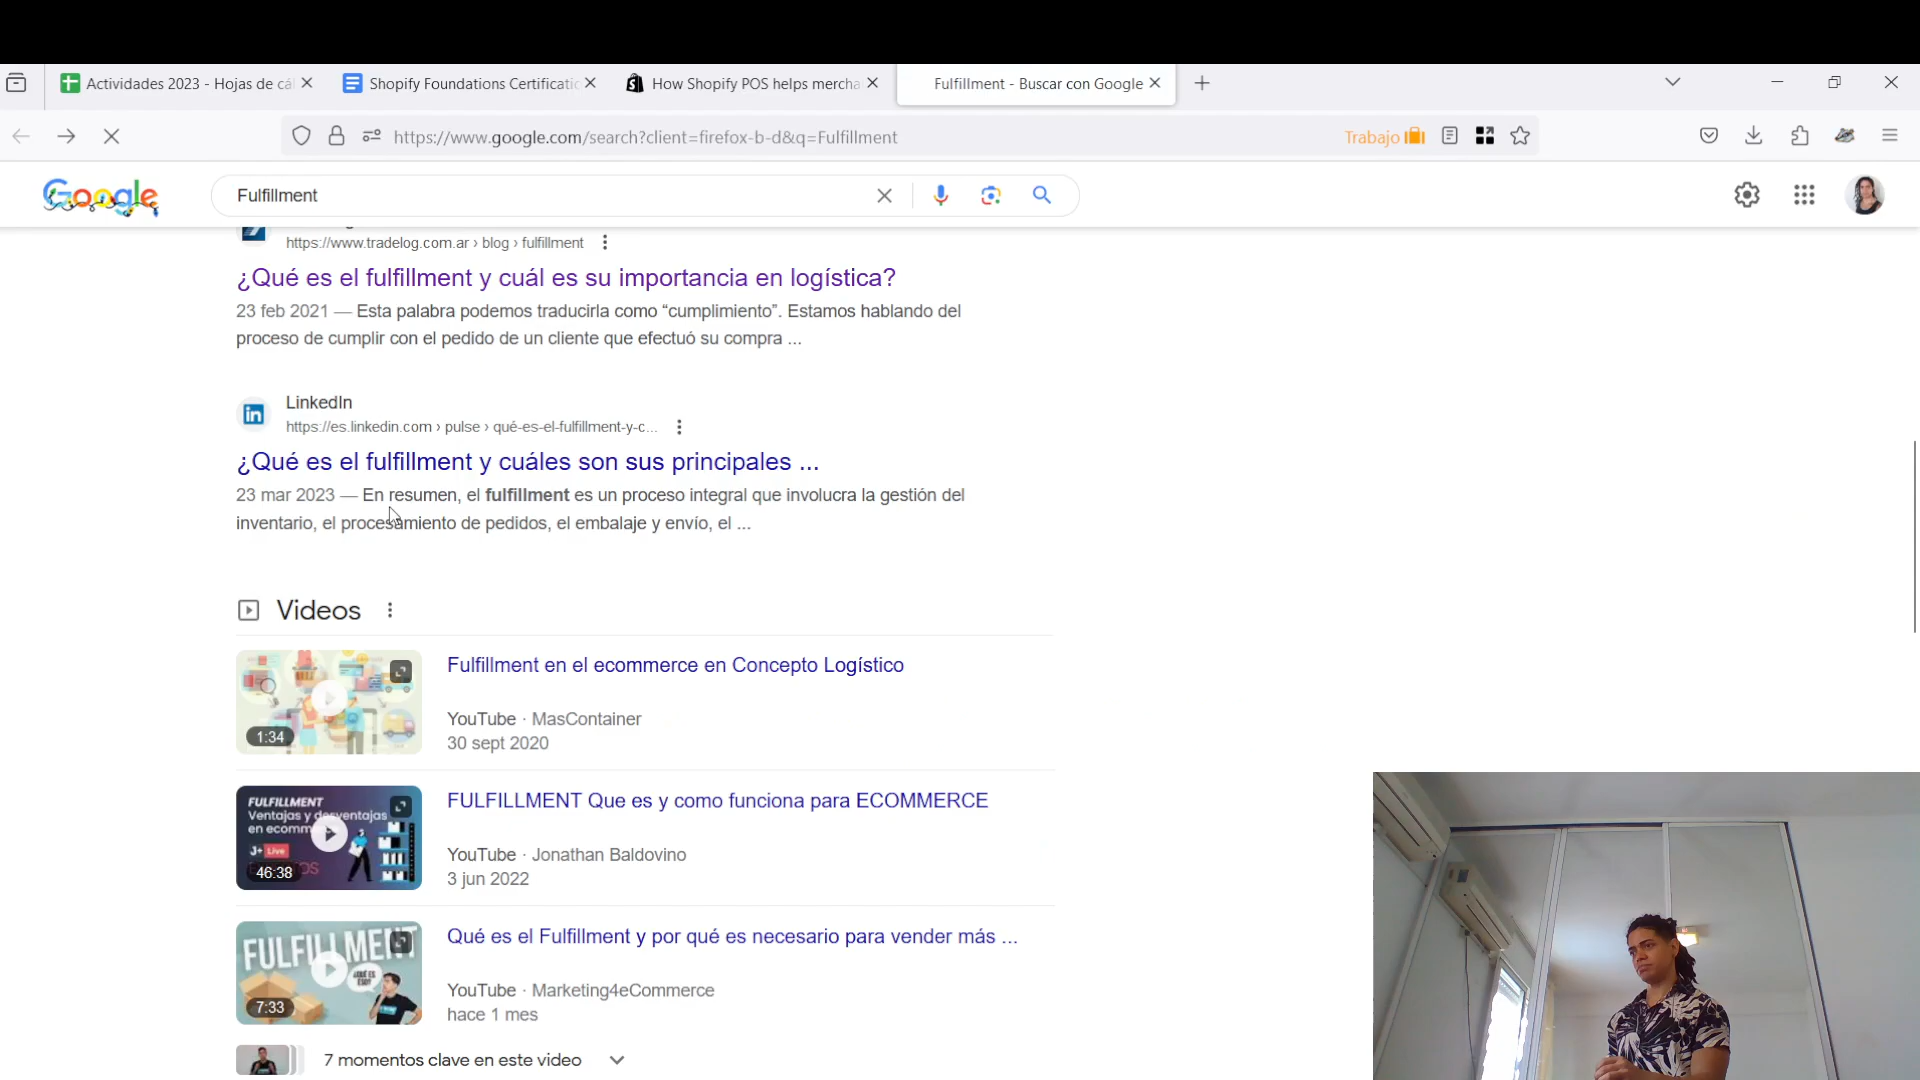 Actividades 2023 - Hojas de cál
Shopify Foundations Certificatic
How Shopify POS helps mercha
Fulfillment - Buscar con Google
https://www.google.com/search?client=firefox-b-d&q=Fulfillment
Trabajo
Google
Fulfillment
https://www.tradelog.com.ar › blog › fulfillment
¿Qué es el fulfillment y cuál es su importancia en logística?
23 feb 2021 — Esta palabra podemos traducirla como “cumplimiento”. Estamos hablando del
proceso de cumplir con el pedido de un cliente que efectuó su compra ...
in
LinkedIn
https://es.linkedin.com › pulse › qué-es-el-fulfillment-y-c...
¿Qué es el fulfillment y cuáles son sus principales ...
23 mar 2023 — En resumen, el fulfillment es un proceso integral que involucra la gestión del
inventario, el procesamiento de pedidos, el embalaje y envío, el ...
Videos
1:34
Fulfillment en el ecommerce en Concepto Logístico
YouTube · MasContainer
30 sept 2020
FULFILLMENT
Ventajas y desventajas
en ecomm
J+ Live
46:38
FULFILLMENT Que es y como funciona para ECOMMERCE
YouTube · Jonathan Baldovino
3 jun 2022
FULFILLMENT
¿QUÉ ES ESO?
7:33
Qué es el Fulfillment y por qué es necesario para vender más ...
YouTube · Marketing4eCommerce
hace 1 mes
7 momentos clave en este video